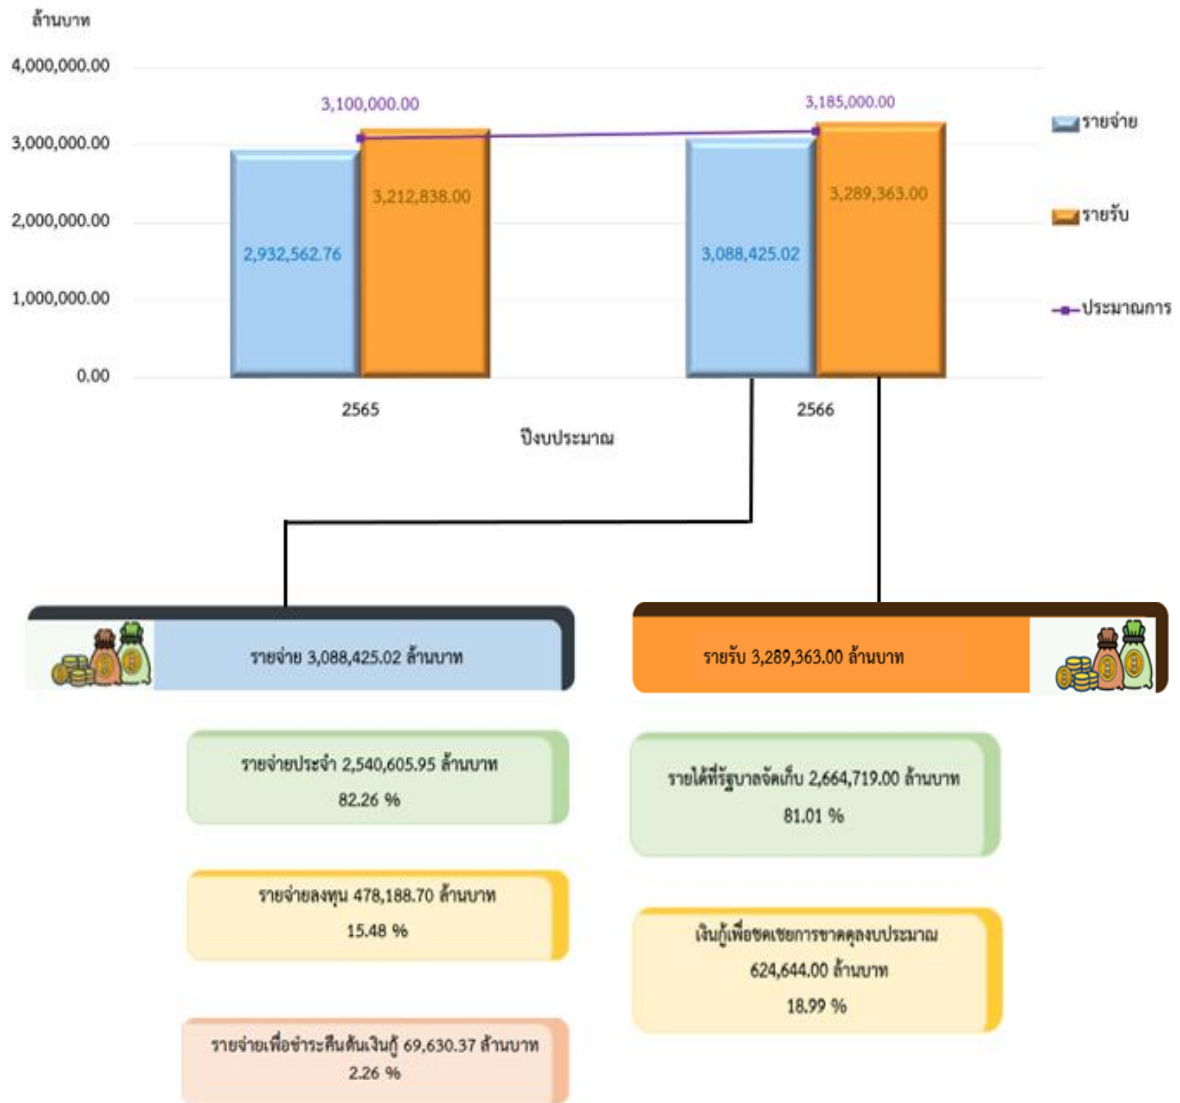 ล้านบาท
4,000,000.00
3,000,000.00
2,000,000.00
1,000,000.00
0.00
3,100,000.00
3,185,000.00
3,212,838.00
3,289,363.00
2,932,562.76
3,088,425.02
รายจ่าย
รายรับ
ประมาณการ
2565
2566
ปีงบประมาณ
รายจ่าย 3,088,425.02 ล้านบาท
รายรับ 3,289,363.00 ล้านบาท
รายจ่ายประจำ 2,540,605.95 ล้านบาท
82.26 %
รายจ่ายลงทุน 478,188.70 ล้านบาท
15.48 %
รายจ่ายเพื่อชำระคืนต้นเงินกู้ 69,630.37 ล้านบาท
2.26 %
รายได้ที่รัฐบาลจัดเก็บ 2,664,719.00 ล้านบาท
81.01 %
เงินกู้เพื่อชดเชยการขาดดุลงบประมาณ
624,644.00 ล้านบาท
18.99 %